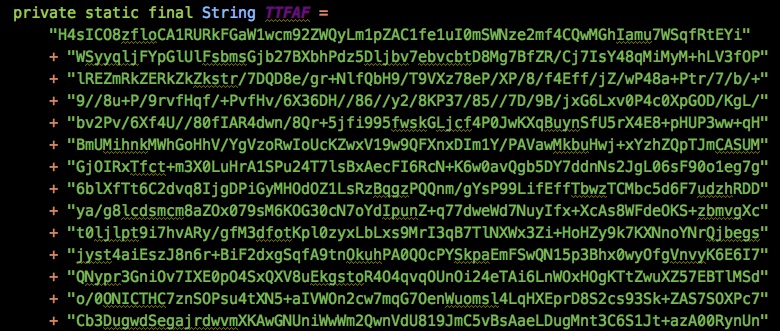 private static final String TTFAF =
"H4sICO8zfloCA1RURkFGaW1wcm92ZWQyLm1pZAC1fe1uI0mSWNze2mf4CQwMGhIamu7WSqfRtEYi"
+ "WSyyqljFYpGlUlFsbmsGjb27BXbhPdz5Dljbv7ebvcbtD8Mg7BfZR/Cj7IsY48qMiMyM+hLV3fOP"
+ "lREZmRkZERkZkZkstr/7DQD8e/gr+NlfQbH9/T9VXz78eP/XP/8/f4Eff/jZ/wP48a+Ptr/7b/+"
+ "9//8u+P/9rvfHqf/+PvfHv/6X36DH//86//y2/8KP37/85//7D/9B/jxG6Lxv0P4c0XpGOD/KgL/"
+ "bv2Pv/6Xf4U//80fIAR4dwn/8Qr+5jfi995fwskGLjcf4P0JwKXqBuynSfU5rX4E8+pHUP3ww+qH"
+ "BmUMihnkMWhGoHhV/YgVzoRwIoUcKZwxV19w9QFXnxDIm1Y/PAVawMkbuHwj+xYzhZQpTJmCASUM"
+ "GjOIRxTfct+m3X0LuHrA1SPu24T7lsBxAecFI6RcN+K6w0avQgb5DY7ddnNs2JgL06sF90o1eg7g"
+ "6blXfTt6C2dvq8IjgDPiGyMHOdOZ1LsRzBqgzPQQnm/gYsP99LifEffTbwzTCMbc5d6F7udzhRDD"
+ "ya/g8lcdsmcm8aZOx079sM6KOG30cN7oYdIpunZ+q77dweWd7NuyIfx+XcAs8WFdeOKS+zbmvgXc"
+ "t0ljlpt9i7hvARy/gfM3dfotKpl0zyxLbLxs9MrI3qB7TlNXWx3Zi+HoHZy9k7KXNnoYNrQjbegs"
+ "jyst4aiEszJ8n6r+BiF2dxgSqfA9tnOkuhPA0QOcPYSkpaEmFSwQN15p3Bhx0wyOfgVnvyK6E6I7"
+ "QNypr3GniOv7IXE0pO4SxQXV8uEkgstoR4O4qvqOUnOi24eTAi6LnWOxHOgKTtZwuXZ57EBTlMSd"
+ "o/0ONICTHC7znSOPsu4tXN5+aIVWOn2cw7mqG7OenWuomsl4LqHXEprD8S2cs93Sk+ZAS7SOXPc7"
+ "Cb3DugwdSegajrdwvmXKAwGNUniWwWm2QwnVdU819JmC5vBsAaeLDugMnt3C6S1Jt+azA00RynUn"